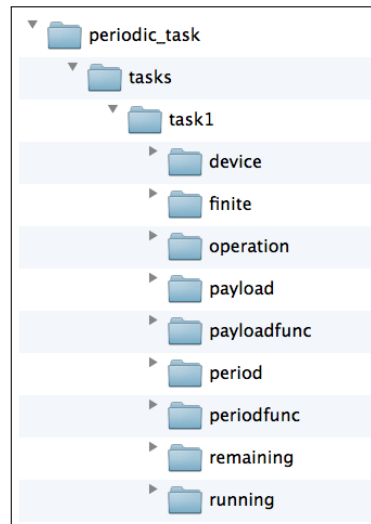 periodic_task
tasks
task1
device
finite
operation
payload
payloadfunc
period
periodfunc
remaining
running